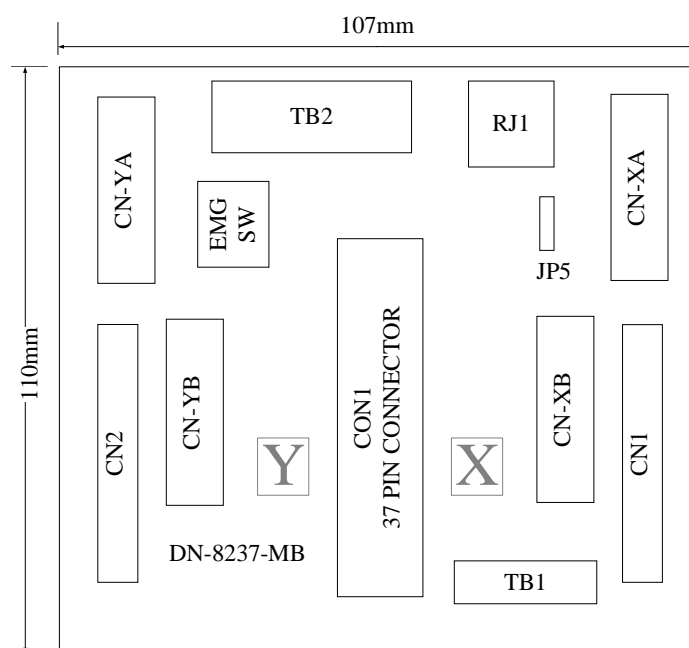 107mm
110mm
TB2
RJ1
CN-YA
CN-XA
EMG
SW
JP5
CON1
37 PIN CONNECTOR
CN-YB
CN-XB
CN2
CN1
Y
X
DN-8237-MB
TB1